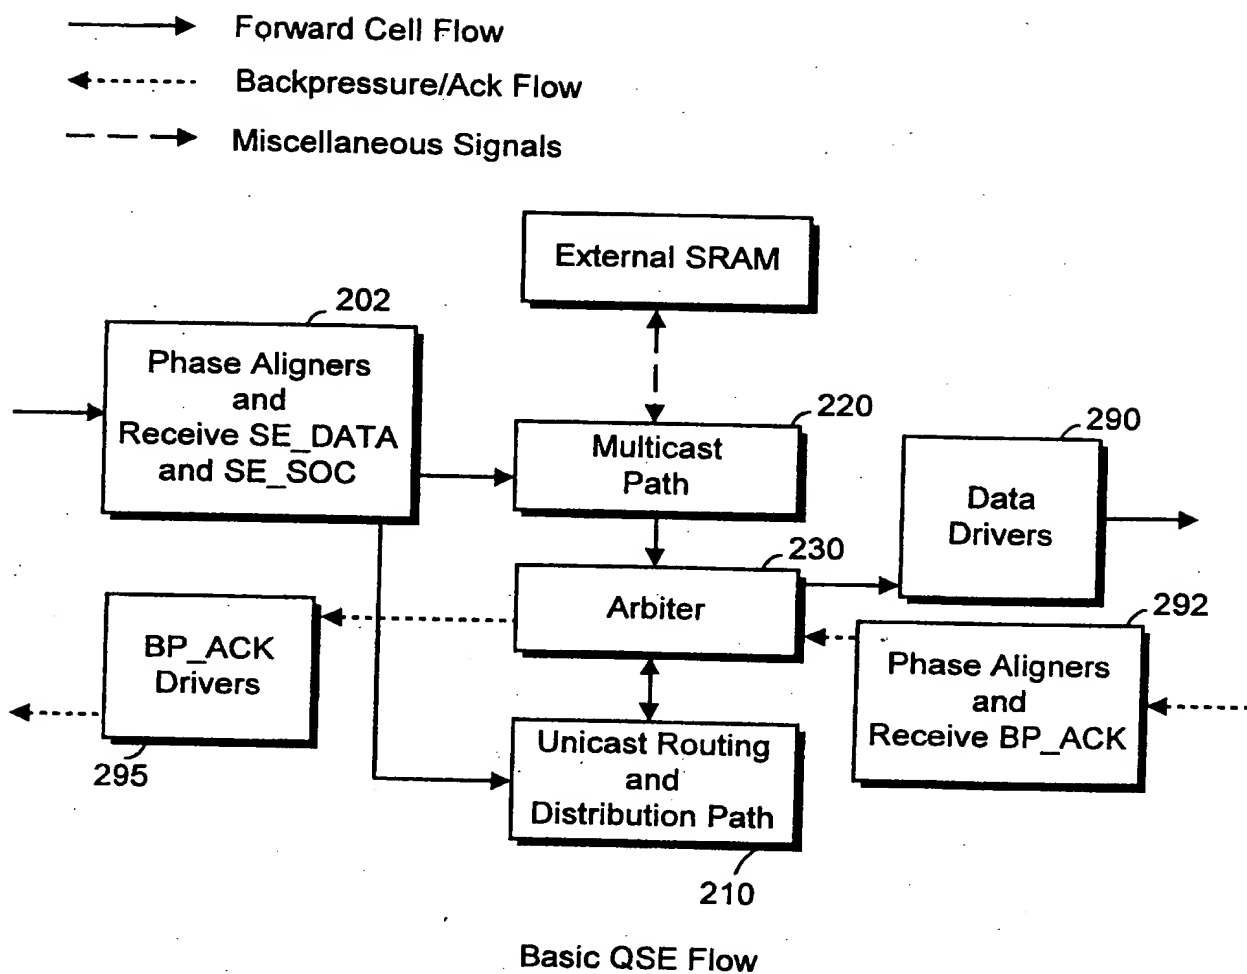 Forward Cell Flow
Backpressure/Ack Flow
Miscellaneous Signals
External SRAM
202
Phase Aligners
and
Receive SE_DATA
and SE_SOC
220
Multicast
Path
290
Data
Drivers
230
Arbiter
292
Phase Aligners
and
Receive BP_ACK
BP_ACK
Drivers
295
Unicast Routing
and
Distribution Path
210
Basic QSE Flow